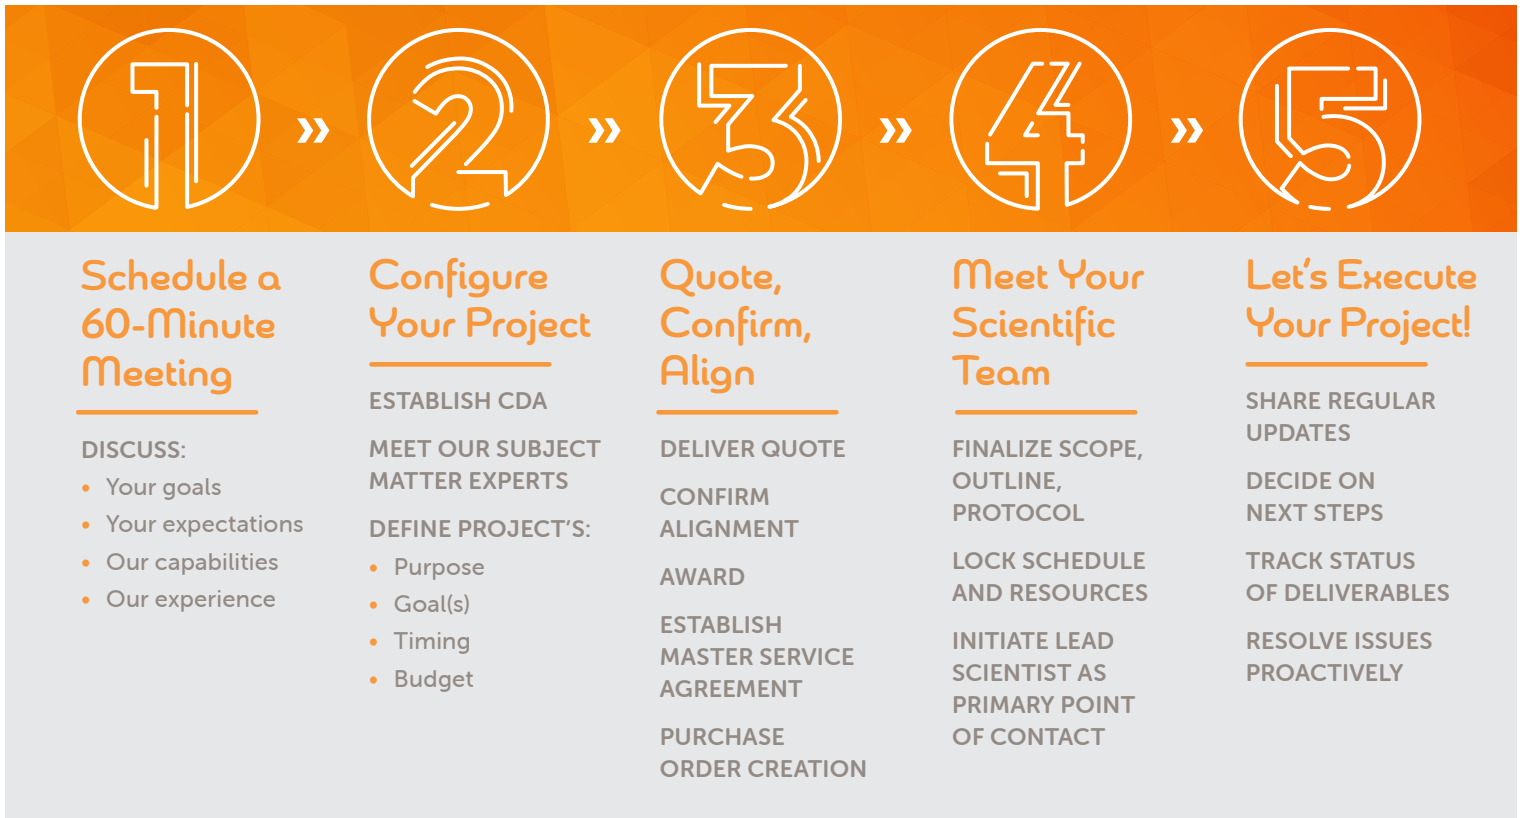 1 » 2 » 3 » 4 » 5
Schedule a
60-Minute
Meeting
DISCUSS:
• Your goals
• Your expectations
• Our capabilities
• Our experience
Configure
Your Project
ESTABLISH CDA
MEET OUR SUBJECT
MATTER EXPERTS
DEFINE PROJECT'S:
• Purpose
• Goal(s)
• Timing
• Budget
Quote,
Confirm,
Align
DELIVER QUOTE
CONFIRM
ALIGNMENT
AWARD
ESTABLISH
MASTER SERVICE
AGREEMENT
PURCHASE
ORDER CREATION
Meet Your
Scientific
Team
FINALIZE SCOPE,
OUTLINE,
PROTOCOL
LOCK SCHEDULE
AND RESOURCES
INITIATE LEAD
SCIENTIST AS
PRIMARY POINT
OF CONTACT
Let's Execute
Your Project!
SHARE REGULAR
UPDATES
DECIDE ON
NEXT STEPS
TRACK STATUS
OF DELIVERABLES
RESOLVE ISSUES
PROACTIVELY